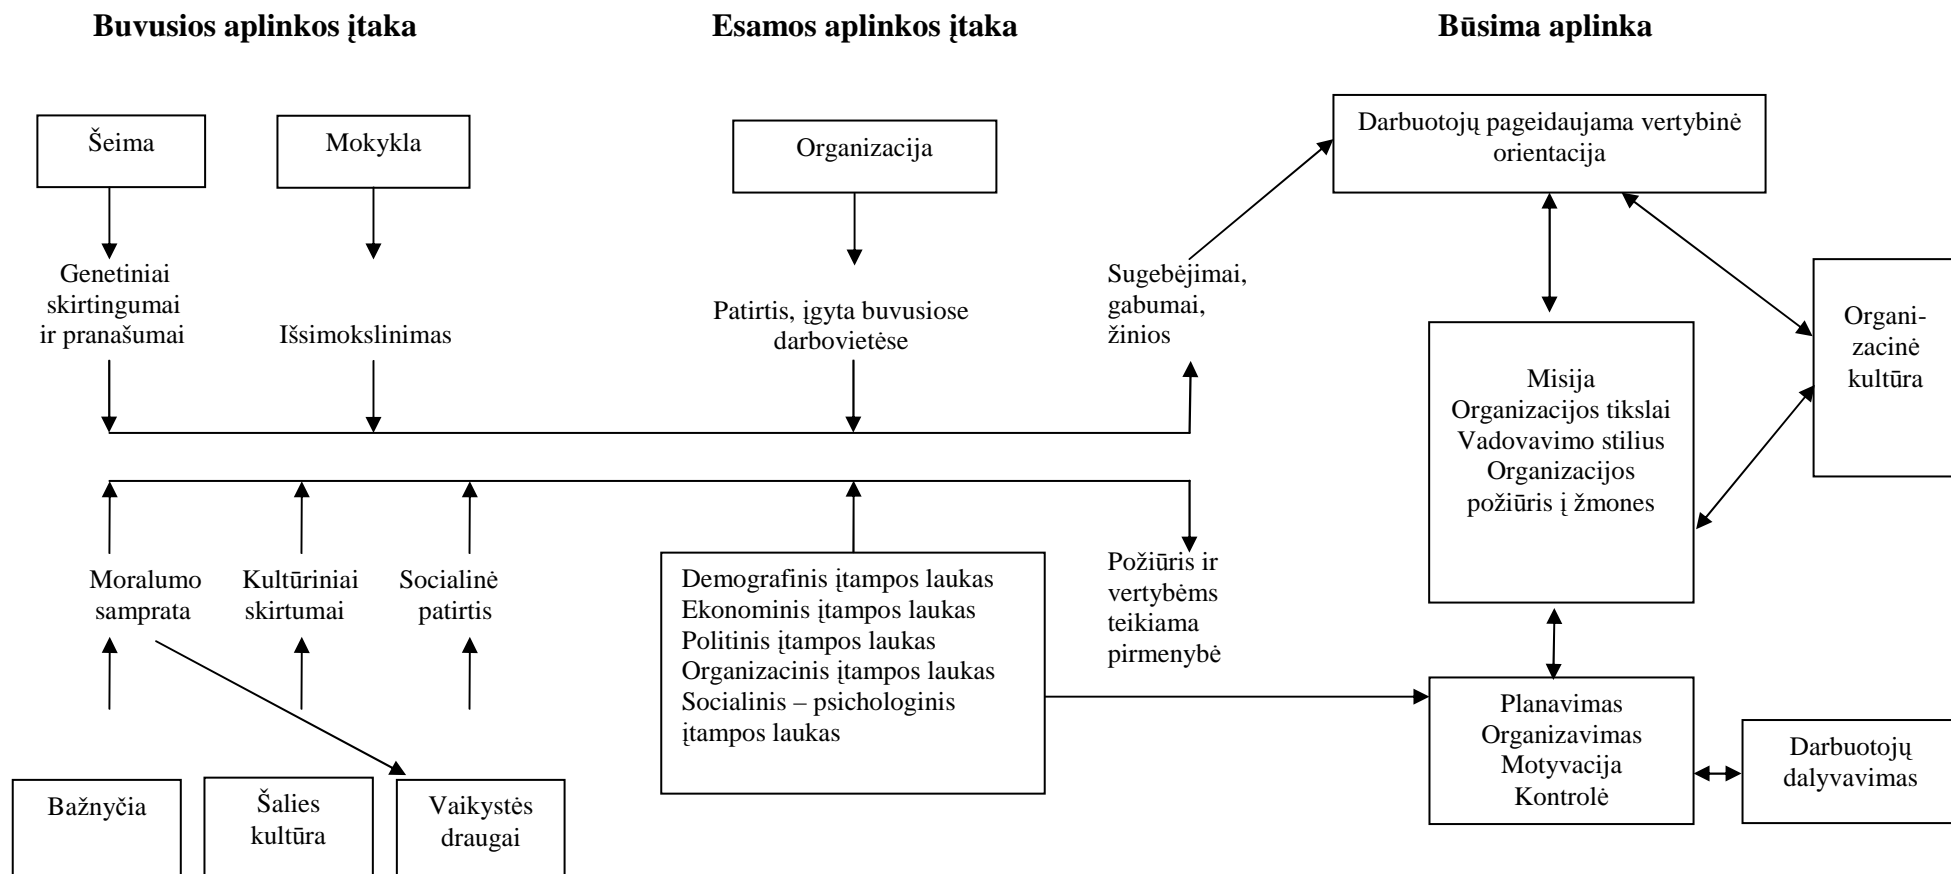 Buvusios aplinkos įtaka
Esamos aplinkos įtaka
Būsima aplinka
Šeima
Mokykla
Organizacija
Darbuotojų pageidaujama vertybinė
orientacija
Genetiniai
skirtingumai
ir pranašumai
Išsimokslinimas
Patirtis, įgyta buvusiose
darbovietėse
Sugebėjimai,
gabumai,
žinios
Organi-
zacinė
kultūra
Misija
Organizacijos tikslai
Vadovavimo stilius
Organizacijos
požiūris į žmones
Moralumo
samprata
Kultūriniai
skirtumai
Socialinė
patirtis
Demografinis įtampos laukas
Ekonominis įtampos laukas
Politinis įtampos laukas
Organizacinis įtampos laukas
Socialinis – psichologinis
įtampos laukas
Požiūris ir
vertybėms
teikiama
pirmenybė
Planavimas
Organizavimas
Motyvacija
Kontrolė
Darbuotojų
dalyvavimas
Bažnyčia
Šalies
kultūra
Vaikystės
draugai